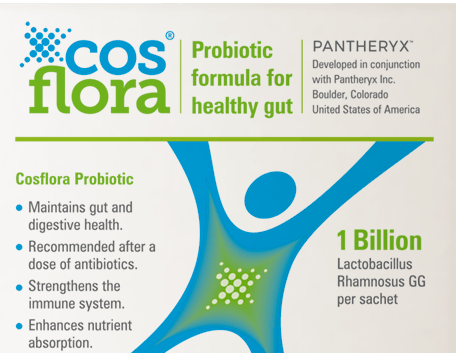 cos®
flora
Probiotic
formula for
healthy gut
PANTHERYX™
Developed in conjunction
with Pantheryx Inc.
Boulder, Colorado
United States of America
Cosflora Probiotic
• Maintains gut and
digestive health.
• Recommended after a
dose of antibiotics.
• Strengthens the
immune system.
• Enhances nutrient
absorption.
1 Billion
Lactobacillus
Rhamnosus GG
per sachet